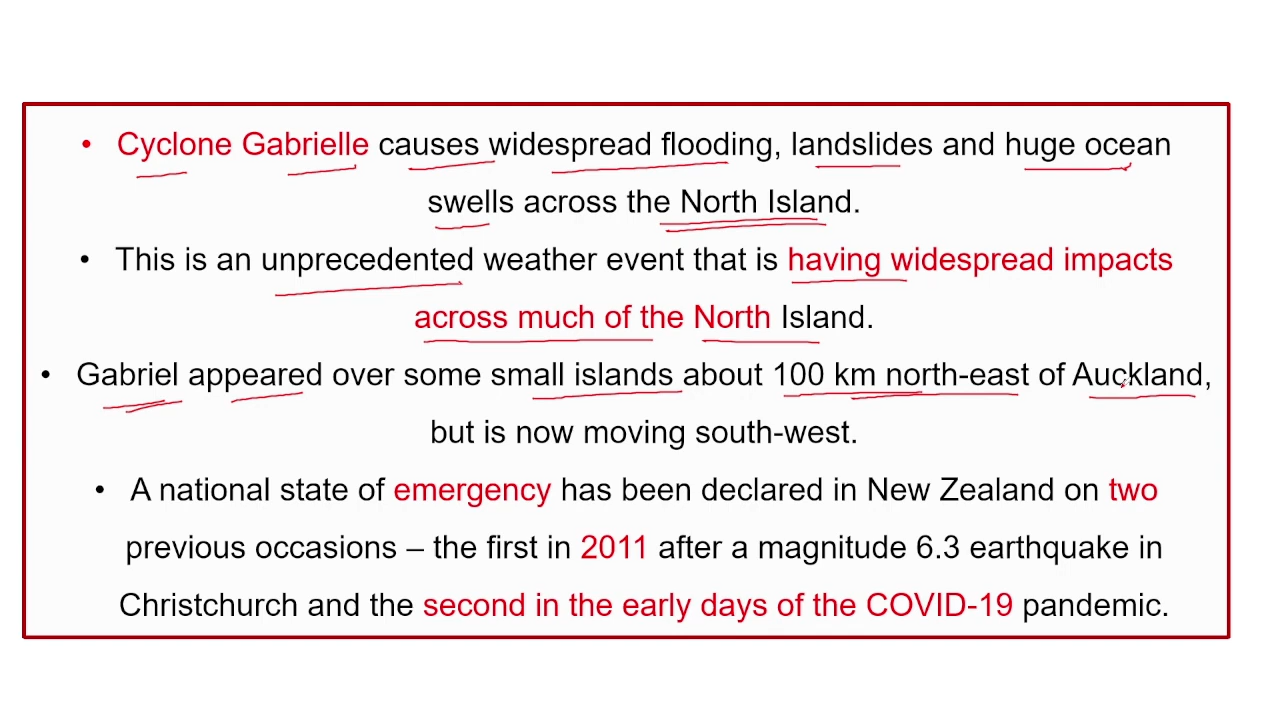 • Cyclone Gabrielle causes widespread flooding, landslides and huge ocean
swells across the North Island.
• This is an unprecedented weather event that is having widespread impacts
across much of the North Island.
• Gabriel appeared over some small islands about 100 km north-east of Auckland,
but is now moving south-west.
• A national state of emergency has been declared in New Zealand on two
previous occasions – the first in 2011 after a magnitude 6.3 earthquake in
Christchurch and the second in the early days of the COVID-19 pandemic.